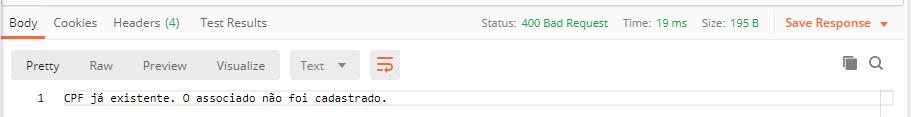 Body Cookies Headers (4) Test Results Status: 400 Bad Request Time: 19 ms Size: 195 B Save Response
Pretty Raw Preview Visualize Text
1 CPF já existente. O associado não foi cadastrado.